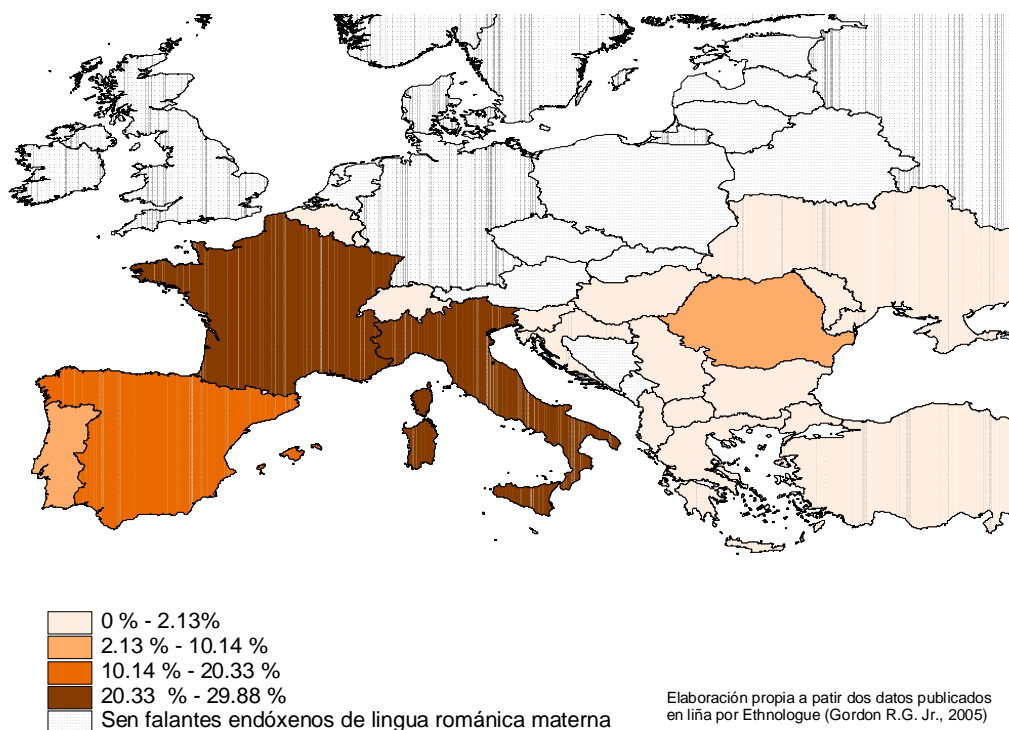 0 % - 2.13%
2.13 % - 10.14 %
10.14 % - 20.33 %
20.33 % - 29.88 %
Sen falantes endóxenos de lingua románica materna
Elaboración propia a patir dos datos publicados
en liña por Ethnologue (Gordon R.G. Jr., 2005)